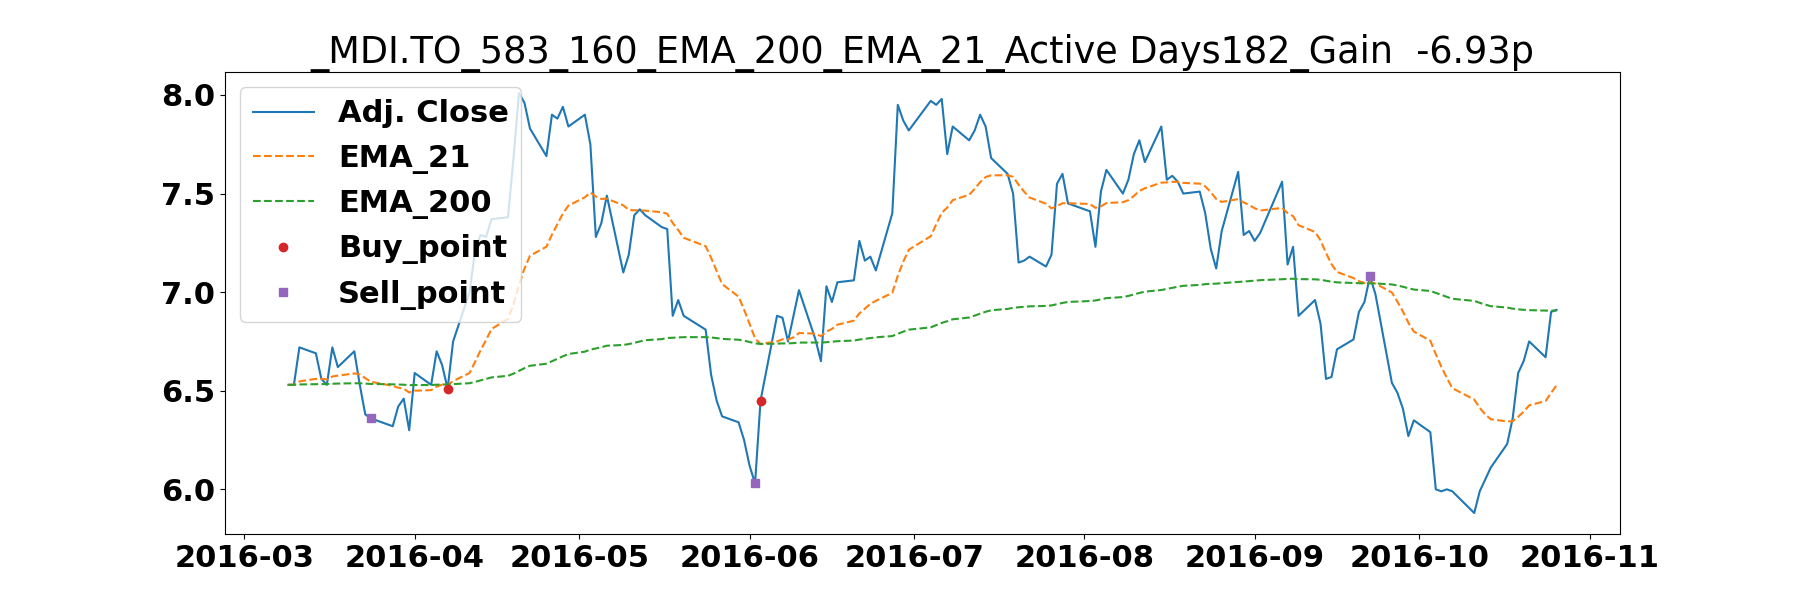 _MDI.TO_583_160_EMA_200_EMA_21_Active Days182_Gain  -6.93p
8.0
7.5
7.0
6.5
6.0
Adj. Close
EMA_21
EMA_200
Buy_point
Sell_point
2016-03 2016-04 2016-05 2016-06 2016-07 2016-08 2016-09 2016-10 2016-11